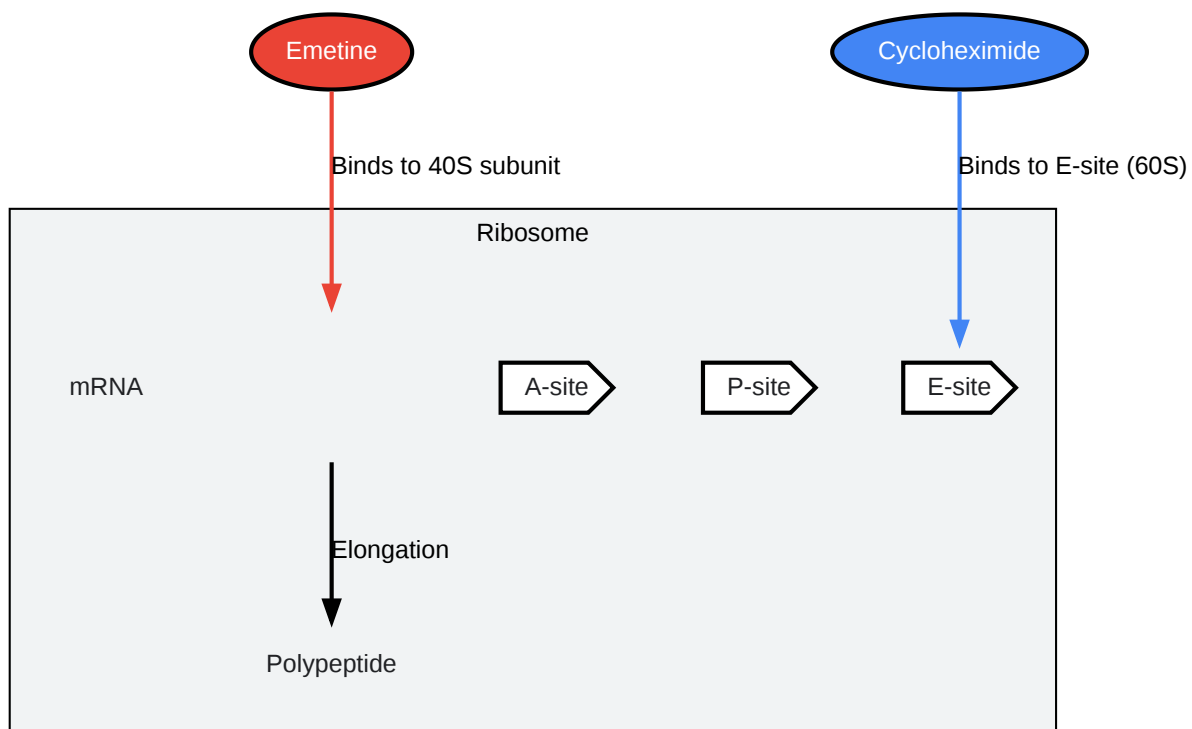 Emetine
Cycloheximide
Binds to 40S subunit
Binds to E-site (60S)
Ribosome
mRNA
A-site
P-site
E-site
Elongation
Polypeptide